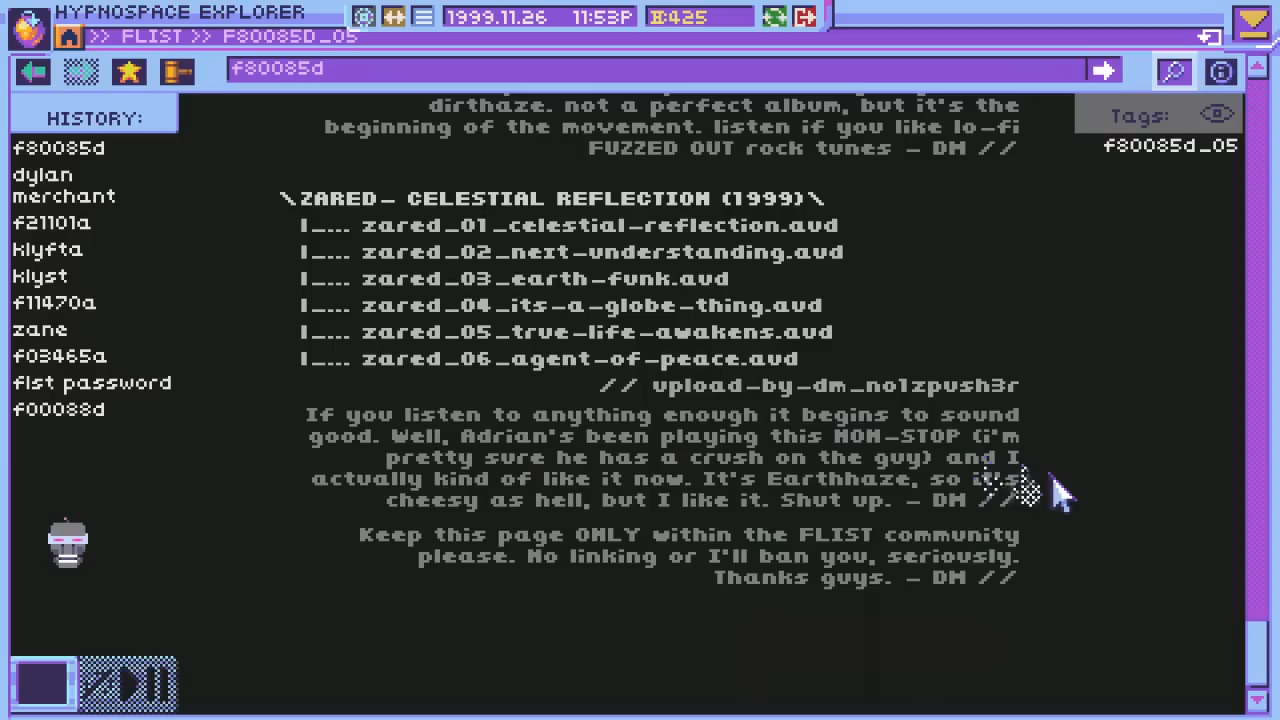 HYPNOSPACE EXPLORER
1999.11.26 11:53P
425
>> FLIST >> F80085D_05
f80085d
HISTORY:
f80085d
dylan
merchant
f21101a
klyfta
klyst
f11470a
zane
f03465a
flst password
f00088d
dirthaze. not a perfect album, but it's the
beginning of the movement. listen if you like lo-fi
FUZZED OUT rock tunes - DM //
\ZARED- CELESTIAL REFLECTION (1999)\
|_... zared_01_celestial-reflection.avd
|_... zared_02_next-understanding.avd
|_... zared_03_earth-funk.avd
|_... zared_04_its-a-globe-thing.avd
|_... zared_05_true-life-awakens.avd
|_... zared_06_agent-of-peace.avd
// upload-by-dm_no1zpush3r
If you listen to anything enough it begins to sound
good. Well, Adrian's been playing this NON-STOP (i'm
pretty sure he has a crush on the guy) and I
actually kind of like it now. It's Earthhaze, so it's
cheesy as hell, but I like it. Shut up. - DM //
Keep this page ONLY within the FLIST community
please. No linking or I'll ban you, seriously.
Thanks guys. - DM //
Tags:
f80085d_05